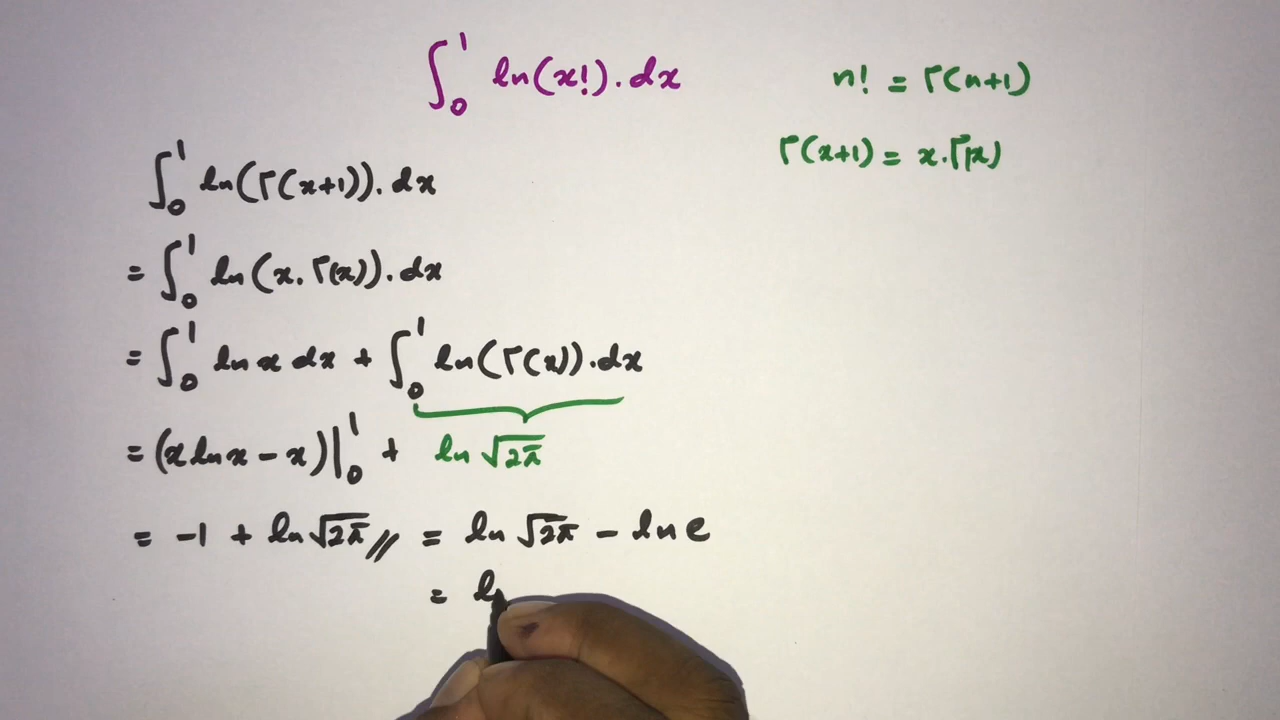 ∫₀¹ ln(x!).dx
n! = Γ(n+1)
Γ(x+1) = x.Γ(x)
∫₀¹ ln(Γ(x+1)).dx
= ∫₀¹ ln(x.Γ(x)).dx
= ∫₀¹ ln x dx + ∫₀¹ ln(Γ(x)).dx
= (x ln x - x)|₀¹ + ln √2π
= -1 + ln √2π // = ln √2π - ln e
= ln